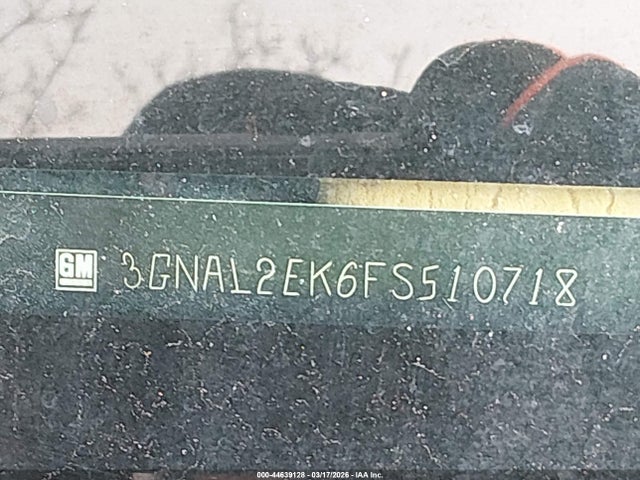 GM 3GNAL2EK6FS510718
000-44639128 - 03/17/2026 - IAA Inc.